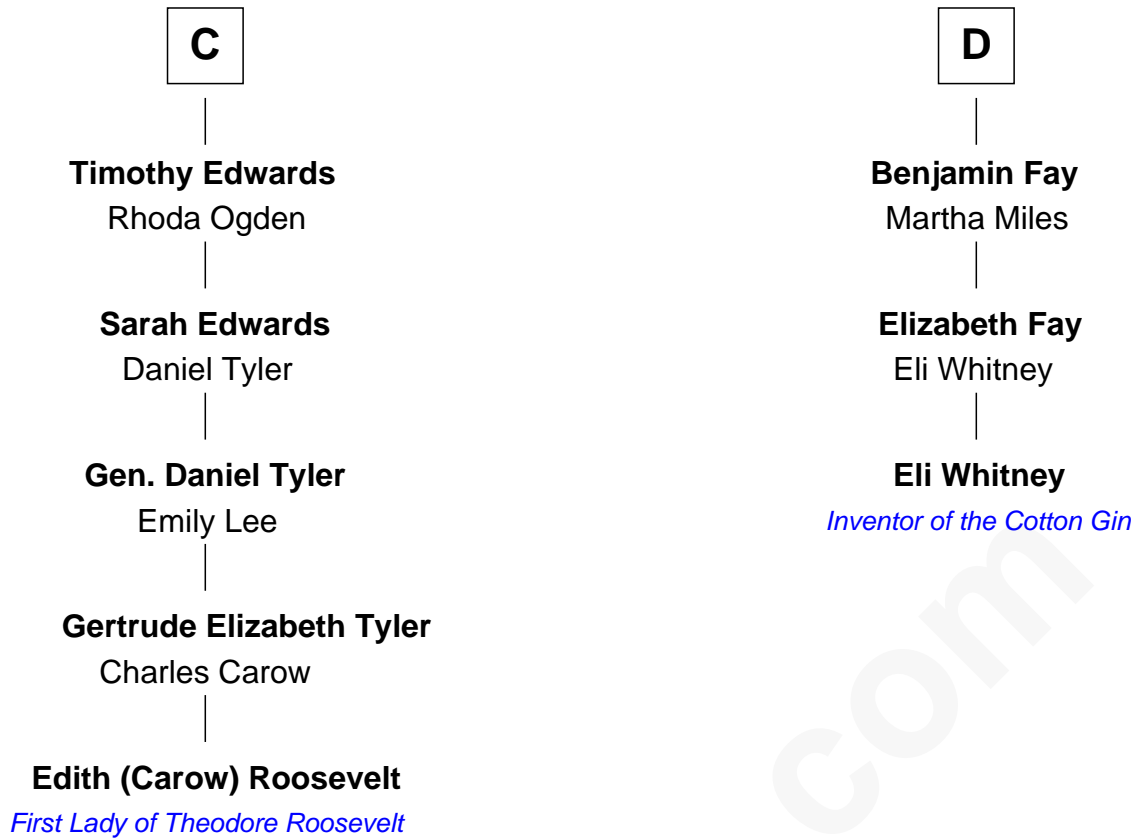 C
Timothy Edwards
Rhoda Ogden
Sarah Edwards
Daniel Tyler
Gen. Daniel Tyler
Emily Lee
Gertrude Elizabeth Tyler
Charles Carow
Edith (Carow) Roosevelt
First Lady of Theodore Roosevelt
D
Benjamin Fay
Martha Miles
Elizabeth Fay
Eli Whitney
Eli Whitney
Inventor of the Cotton Gin
com